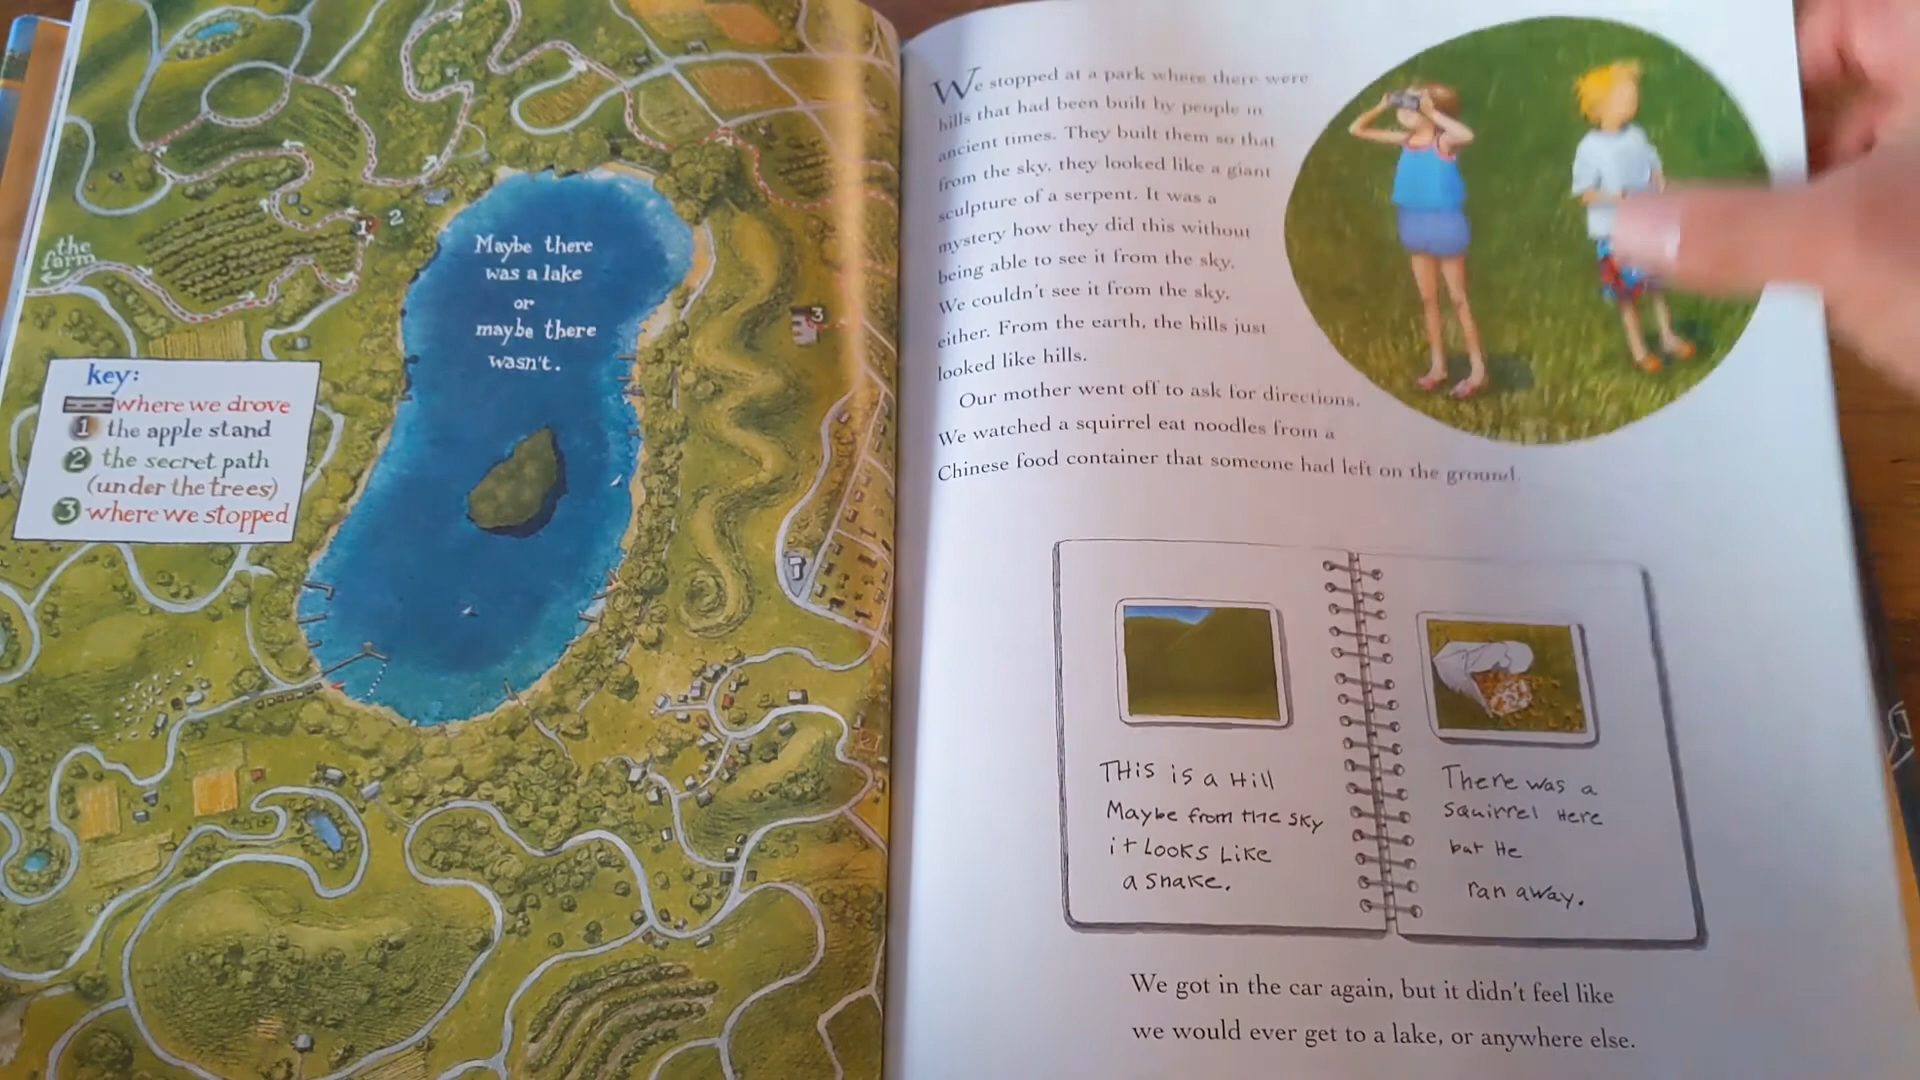 the
farm
1
2
3
Maybe there
was a lake
or
maybe there
wasn't.
key:
where we drove
1 the apple stand
2 the secret path
(under the trees)
3 where we stopped
We stopped at a park where there were
hills that had been built by people in
ancient times. They built them so that
from the sky, they looked like a giant
sculpture of a serpent. It was a
mystery how they did this without
being able to see it from the sky.
We couldn't see it from the sky,
either. From the earth, the hills just
looked like hills.
Our mother went off to ask for directions.
We watched a squirrel eat noodles from a
Chinese food container that someone had left on the ground.
THis is a Hill
Maybe from the sky
it Looks Like
a snake.
There was a
squirrel Here
but He
ran away.
We got in the car again, but it didn't feel like
we would ever get to a lake, or anywhere else.